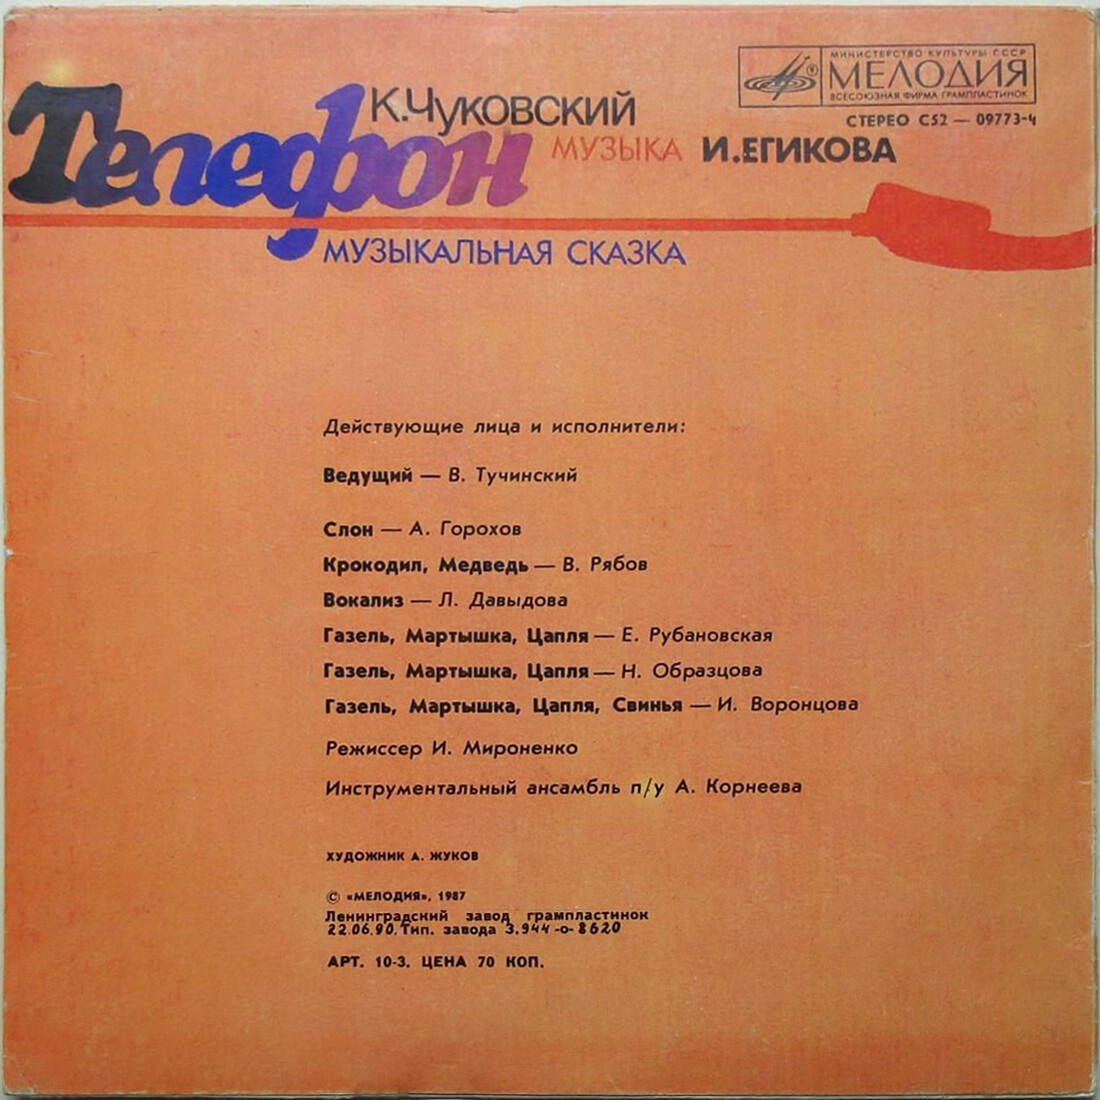 МИНИСТЕРСТВО КУЛЬТУРЫ СССР
МЕЛОДИЯ
ВСЕСОЮЗНАЯ ФИРМА ГРАМПЛАСТИНОК
СТЕРЕО С52 — 09773-4
К.ЧУКОВСКИЙ
Телефон
МУЗЫКА И.ЕГИКОВА
МУЗЫКАЛЬНАЯ СКАЗКА
Действующие лица и исполнители:
Ведущий — В. Тучинский
Слон — А. Горохов
Крокодил, Медведь — В. Рябов
Вокализ — Л. Давыдова
Газель, Мартышка, Цапля — Е. Рубановская
Газель, Мартышка, Цапля — Н. Образцова
Газель, Мартышка, Цапля, Свинья — И. Воронцова
Режиссер И. Мироненко
Инструментальный ансамбль п/у А. Корнеева
ХУДОЖНИК А. ЖУКОВ
© «МЕЛОДИЯ», 1987
Ленинградский завод грампластинок
22.06.90. Тип. завода З.944-о-8620
АРТ. 10-3. ЦЕНА 70 КОП.